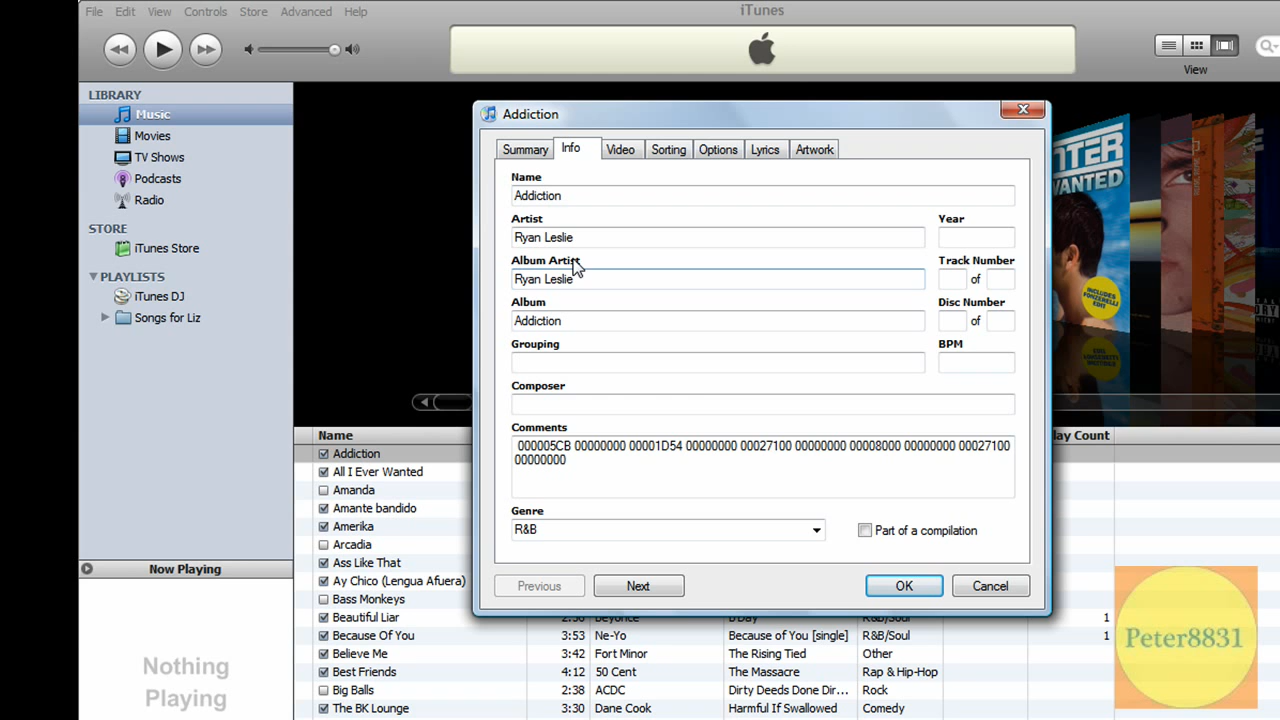 File Edit View Controls Store Advanced Help
iTunes
View
LIBRARY
Music
Movies
TV Shows
Podcasts
Radio
STORE
iTunes Store
PLAYLISTS
iTunes DJ
Songs for Liz
Now Playing
Nothing
Playing
Addiction
Summary Info Video Sorting Options Lyrics Artwork
Name
Addiction
Artist Year
Ryan Leslie
Album Artist Track Number
Ryan Leslie of
Album Disc Number
Addiction of
Grouping BPM
Composer
Comments
000005CB 00000000 00001D54 00000000 00027100 00000000 00008000 00000000 00027100
00000000
Genre
R&B Part of a compilation
Previous Next OK Cancel
WANTED
INCLUDES
Name Play Count
Addiction
All I Ever Wanted
Amanda
Amante bandido
Amerika
Arcadia
Ass Like That
Ay Chico (Lengua Afuera)
Bass Monkeys
Beautiful Liar Beyoncé B'Day R&B/Soul 1
Because Of You 3:53 Ne-Yo Because of You [single] R&B/Soul 1
Believe Me 3:42 Fort Minor The Rising Tied Other
Best Friends 4:12 50 Cent The Massacre Rap & Hip-Hop
Big Balls 2:38 ACDC Dirty Deeds Done Dir... Rock
The BK Lounge 3:30 Dane Cook Harmful If Swallowed Comedy
Peter8831